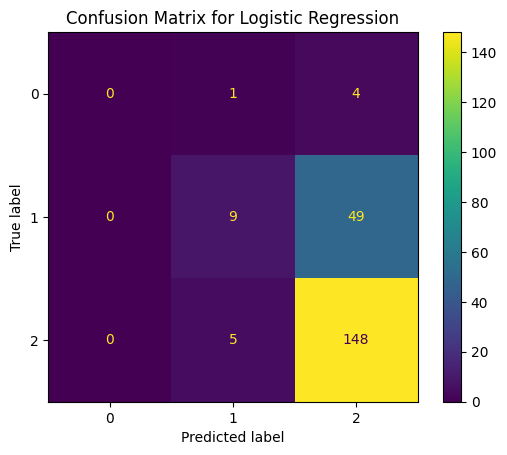 Confusion Matrix for Logistic Regression
True label
0 0 1 4
1 0 9 49
2 0 5 148
0 1 2
Predicted label
140
120
100
80
60
40
20
0